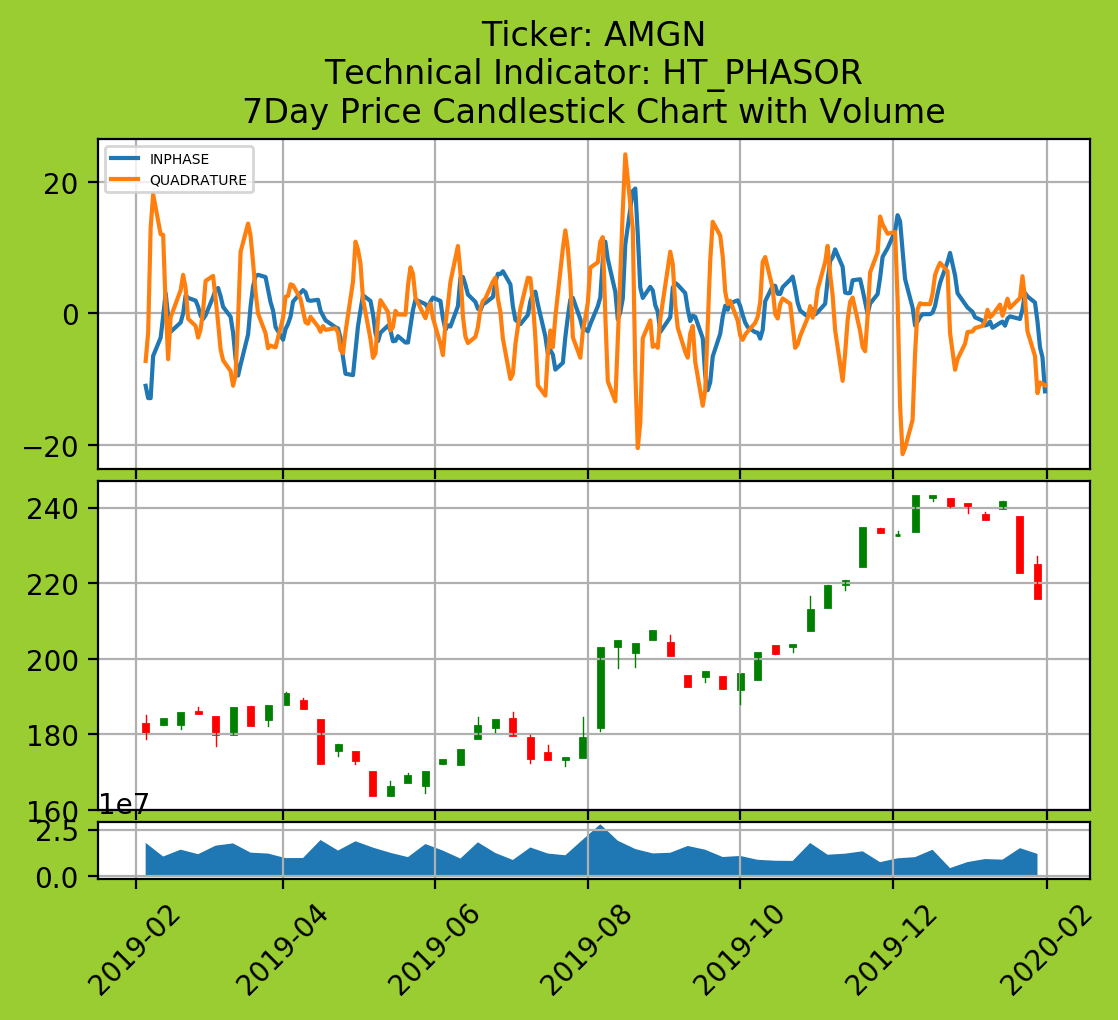 Ticker: AMGN
Technical Indicator: HT_PHASOR
7Day Price Candlestick Chart with Volume
INPHASE
QUADRATURE
20
0
−20
240
220
200
180
160
1e7
2.5
0.0
2019-02
2019-04
2019-06
2019-08
2019-10
2019-12
2020-02